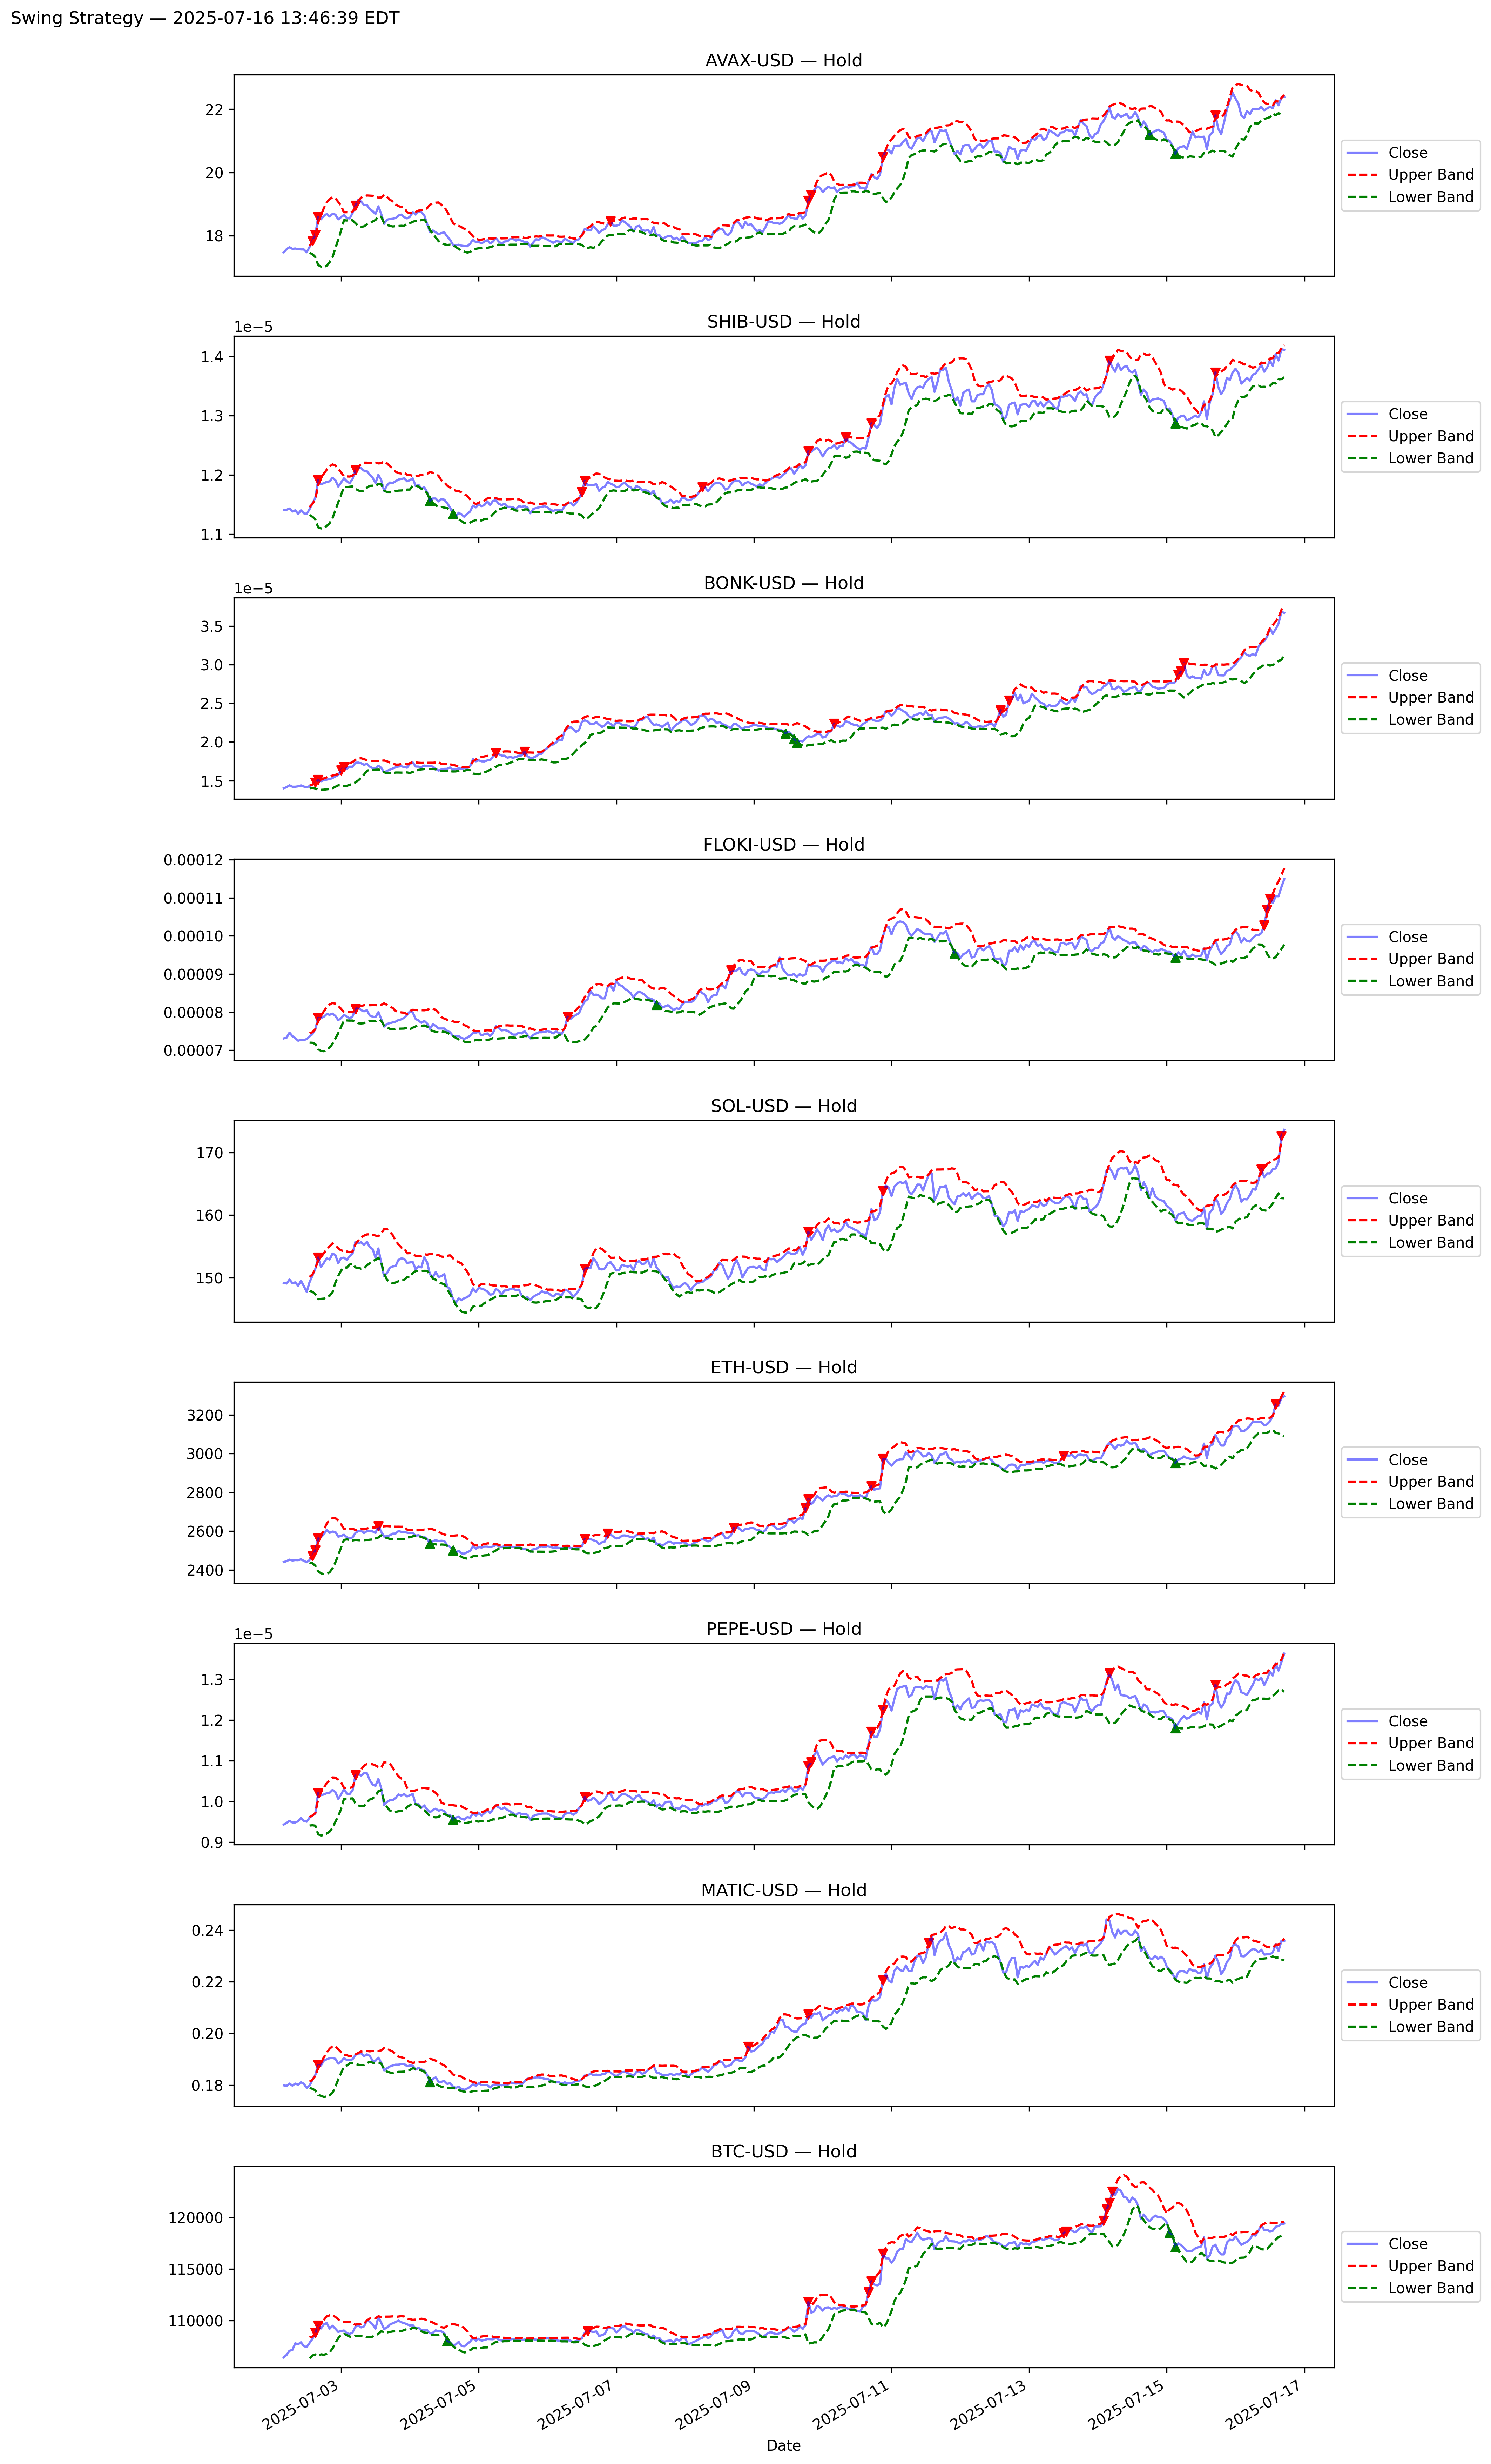 Swing Strategy — 2025-07-16 13:46:39 EDT
AVAX-USD — Hold
22
20
18
Close
Upper Band
Lower Band
SHIB-USD — Hold
1e−5
1.4
1.3
1.2
1.1
Close
Upper Band
Lower Band
BONK-USD — Hold
1e−5
3.5
3.0
2.5
2.0
1.5
Close
Upper Band
Lower Band
FLOKI-USD — Hold
0.00012
0.00011
0.00010
0.00009
0.00008
0.00007
Close
Upper Band
Lower Band
SOL-USD — Hold
170
160
150
Close
Upper Band
Lower Band
ETH-USD — Hold
3200
3000
2800
2600
2400
Close
Upper Band
Lower Band
PEPE-USD — Hold
1e−5
1.3
1.2
1.1
1.0
0.9
Close
Upper Band
Lower Band
MATIC-USD — Hold
0.24
0.22
0.20
0.18
Close
Upper Band
Lower Band
BTC-USD — Hold
120000
115000
110000
Close
Upper Band
Lower Band
2025-07-03
2025-07-05
2025-07-07
2025-07-09
2025-07-11
2025-07-13
2025-07-15
2025-07-17
Date